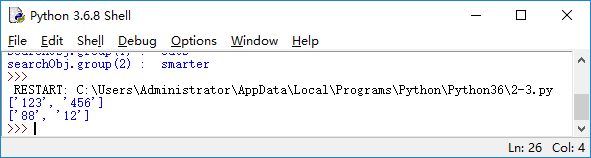 Python 3.6.8 Shell
File Edit Shell Debug Options Window Help
searchObj.group(2) :  smarter
>>>
 RESTART: C:\Users\Administrator\AppData\Local\Programs\Python\Python36\2-3.py
['123', '456']
['88', '12']
>>>
Ln: 26 Col: 4